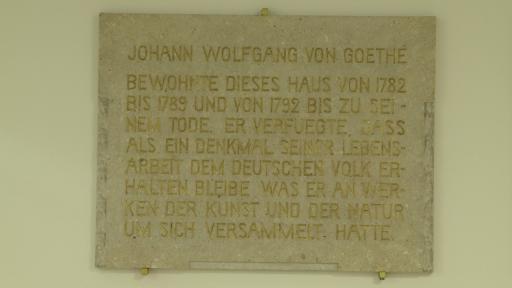 JOHANN WOLFGANG VON GOETHE
BEWOHNTE DIESES HAUS VON 1782
BIS 1789 UND VON 1792 BIS ZU SEI-
NEM TODE. ER VERFUEGTE, DASS
ALS EIN DENKMAL SEINER LEBENS-
ARBEIT DEM DEUTSCHEN VOLK ER-
HALTEN BLEIBE, WAS ER AN WER-
KEN DER KUNST UND DER NATUR
UM SICH VERSAMMELT HATTE.